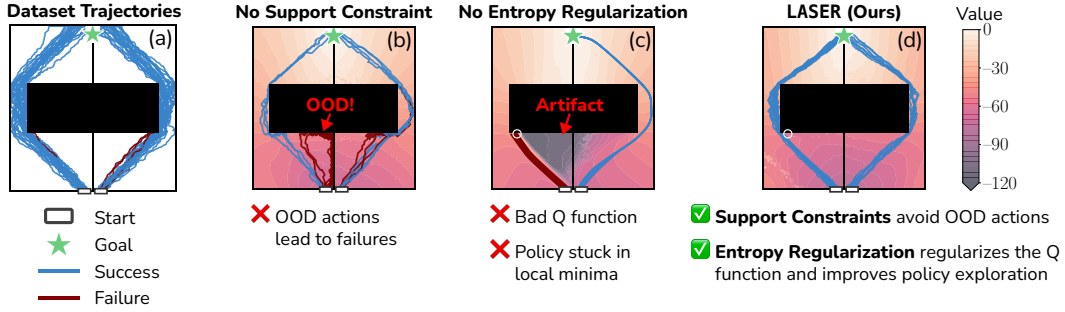 Dataset Trajectories
(a)
Start
Goal
Success
Failure
No Support Constraint
(b)
OOD!
OOD actions
lead to failures
No Entropy Regularization
(c)
Artifact
Bad Q function
Policy stuck in
local minima
LASER (Ours)
(d)
Support Constraints avoid OOD actions
Entropy Regularization regularizes the Q
function and improves policy exploration
Value
0
−30
−60
−90
−120